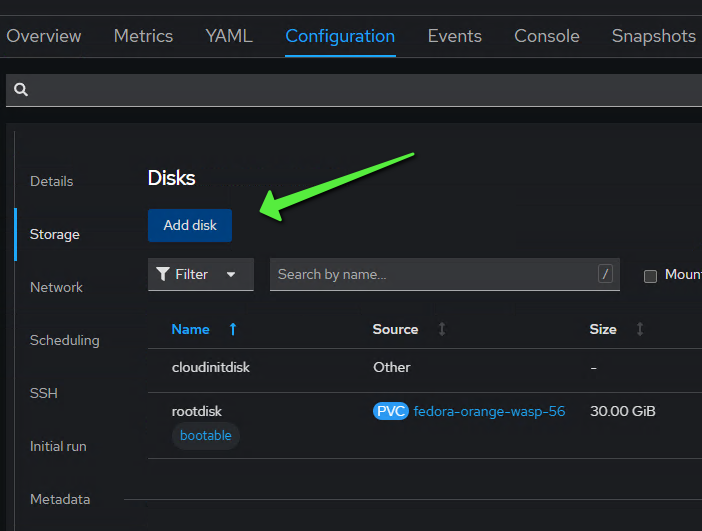 Overview Metrics YAML Configuration Events Console Snapshots
Details
Storage
Network
Scheduling
SSH
Initial run
Metadata
Disks
Add disk
Filter Search by name... / Moun
Name Source Size
cloudinitdisk Other -
rootdisk PVC fedora-orange-wasp-56 30.00 GiB
bootable